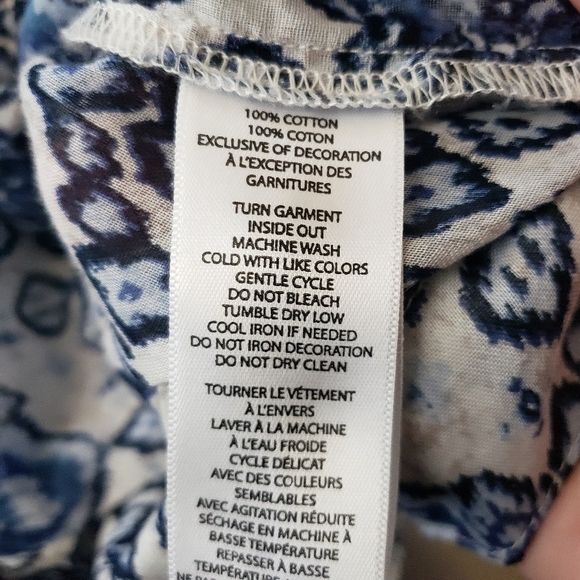 100% COTTON
100% COTON
EXCLUSIVE OF DECORATION
À L'EXCEPTION DES
GARNITURES
TURN GARMENT
INSIDE OUT
MACHINE WASH
COLD WITH LIKE COLORS
GENTLE CYCLE
DO NOT BLEACH
TUMBLE DRY LOW
COOL IRON IF NEEDED
DO NOT IRON DECORATION
DO NOT DRY CLEAN
TOURNER LE VÊTEMENT
À L'ENVERS
LAVER À LA MACHINE
À L'EAU FROIDE
CYCLE DÉLICAT
AVEC DES COULEURS
SEMBLABLES
AVEC AGITATION RÉDUITE
SÉCHAGE EN MACHINE À
BASSE TEMPÉRATURE
REPASSER À BASSE
TEMPÉRATURE